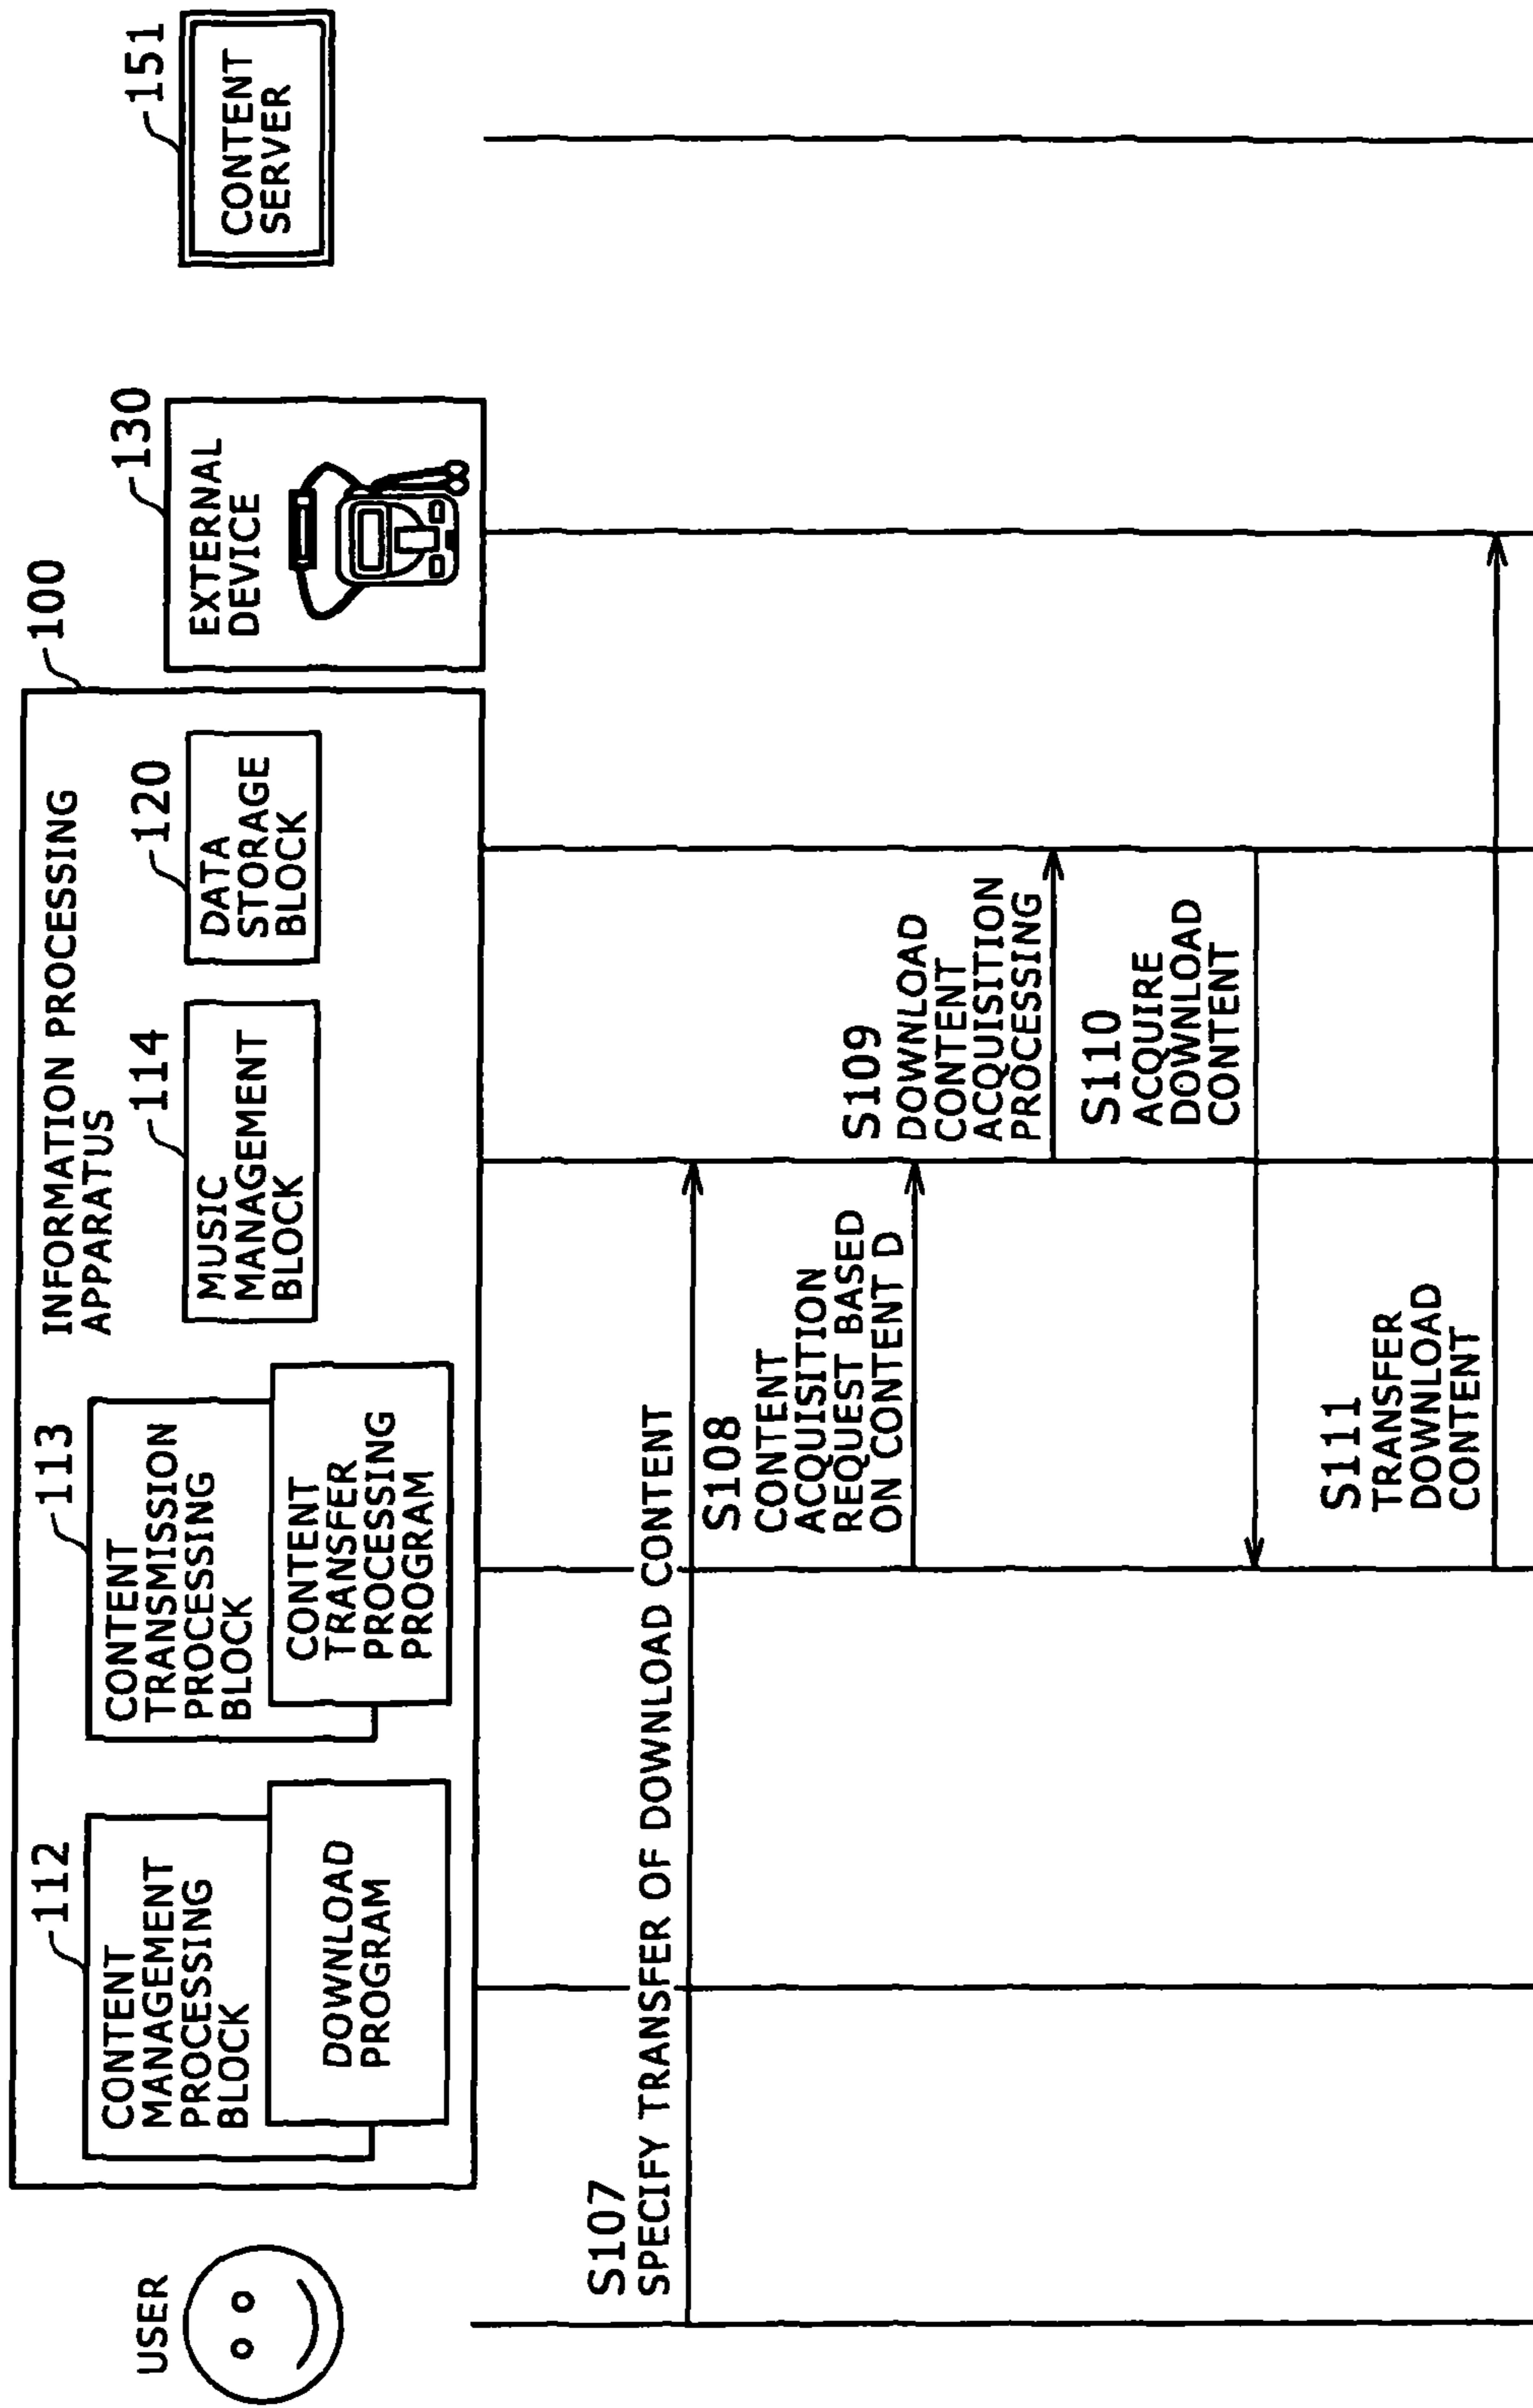 USER
INFORMATION PROCESSING
APPARATUS
100
112
CONTENT
MANAGEMENT
PROCESSING
BLOCK
DOWNLOAD
PROGRAM
113
CONTENT
TRANSMISSION
PROCESSING
BLOCK
CONTENT
TRANSFER
PROCESSING
PROGRAM
114
MUSIC
MANAGEMENT
BLOCK
120
DATA
STORAGE
BLOCK
130
EXTERNAL
DEVICE
151
CONTENT
SERVER
S107
SPECIFY TRANSFER OF DOWNLOAD CONTENT
S108
CONTENT
ACQUISITION
REQUEST BASED
ON CONTENT D
S109
DOWNLOAD
CONTENT
ACQUISITION
PROCESSING
S110
ACQUIRE
DOWNLOAD
CONTENT
S111
TRANSFER
DOWNLOAD
CONTENT